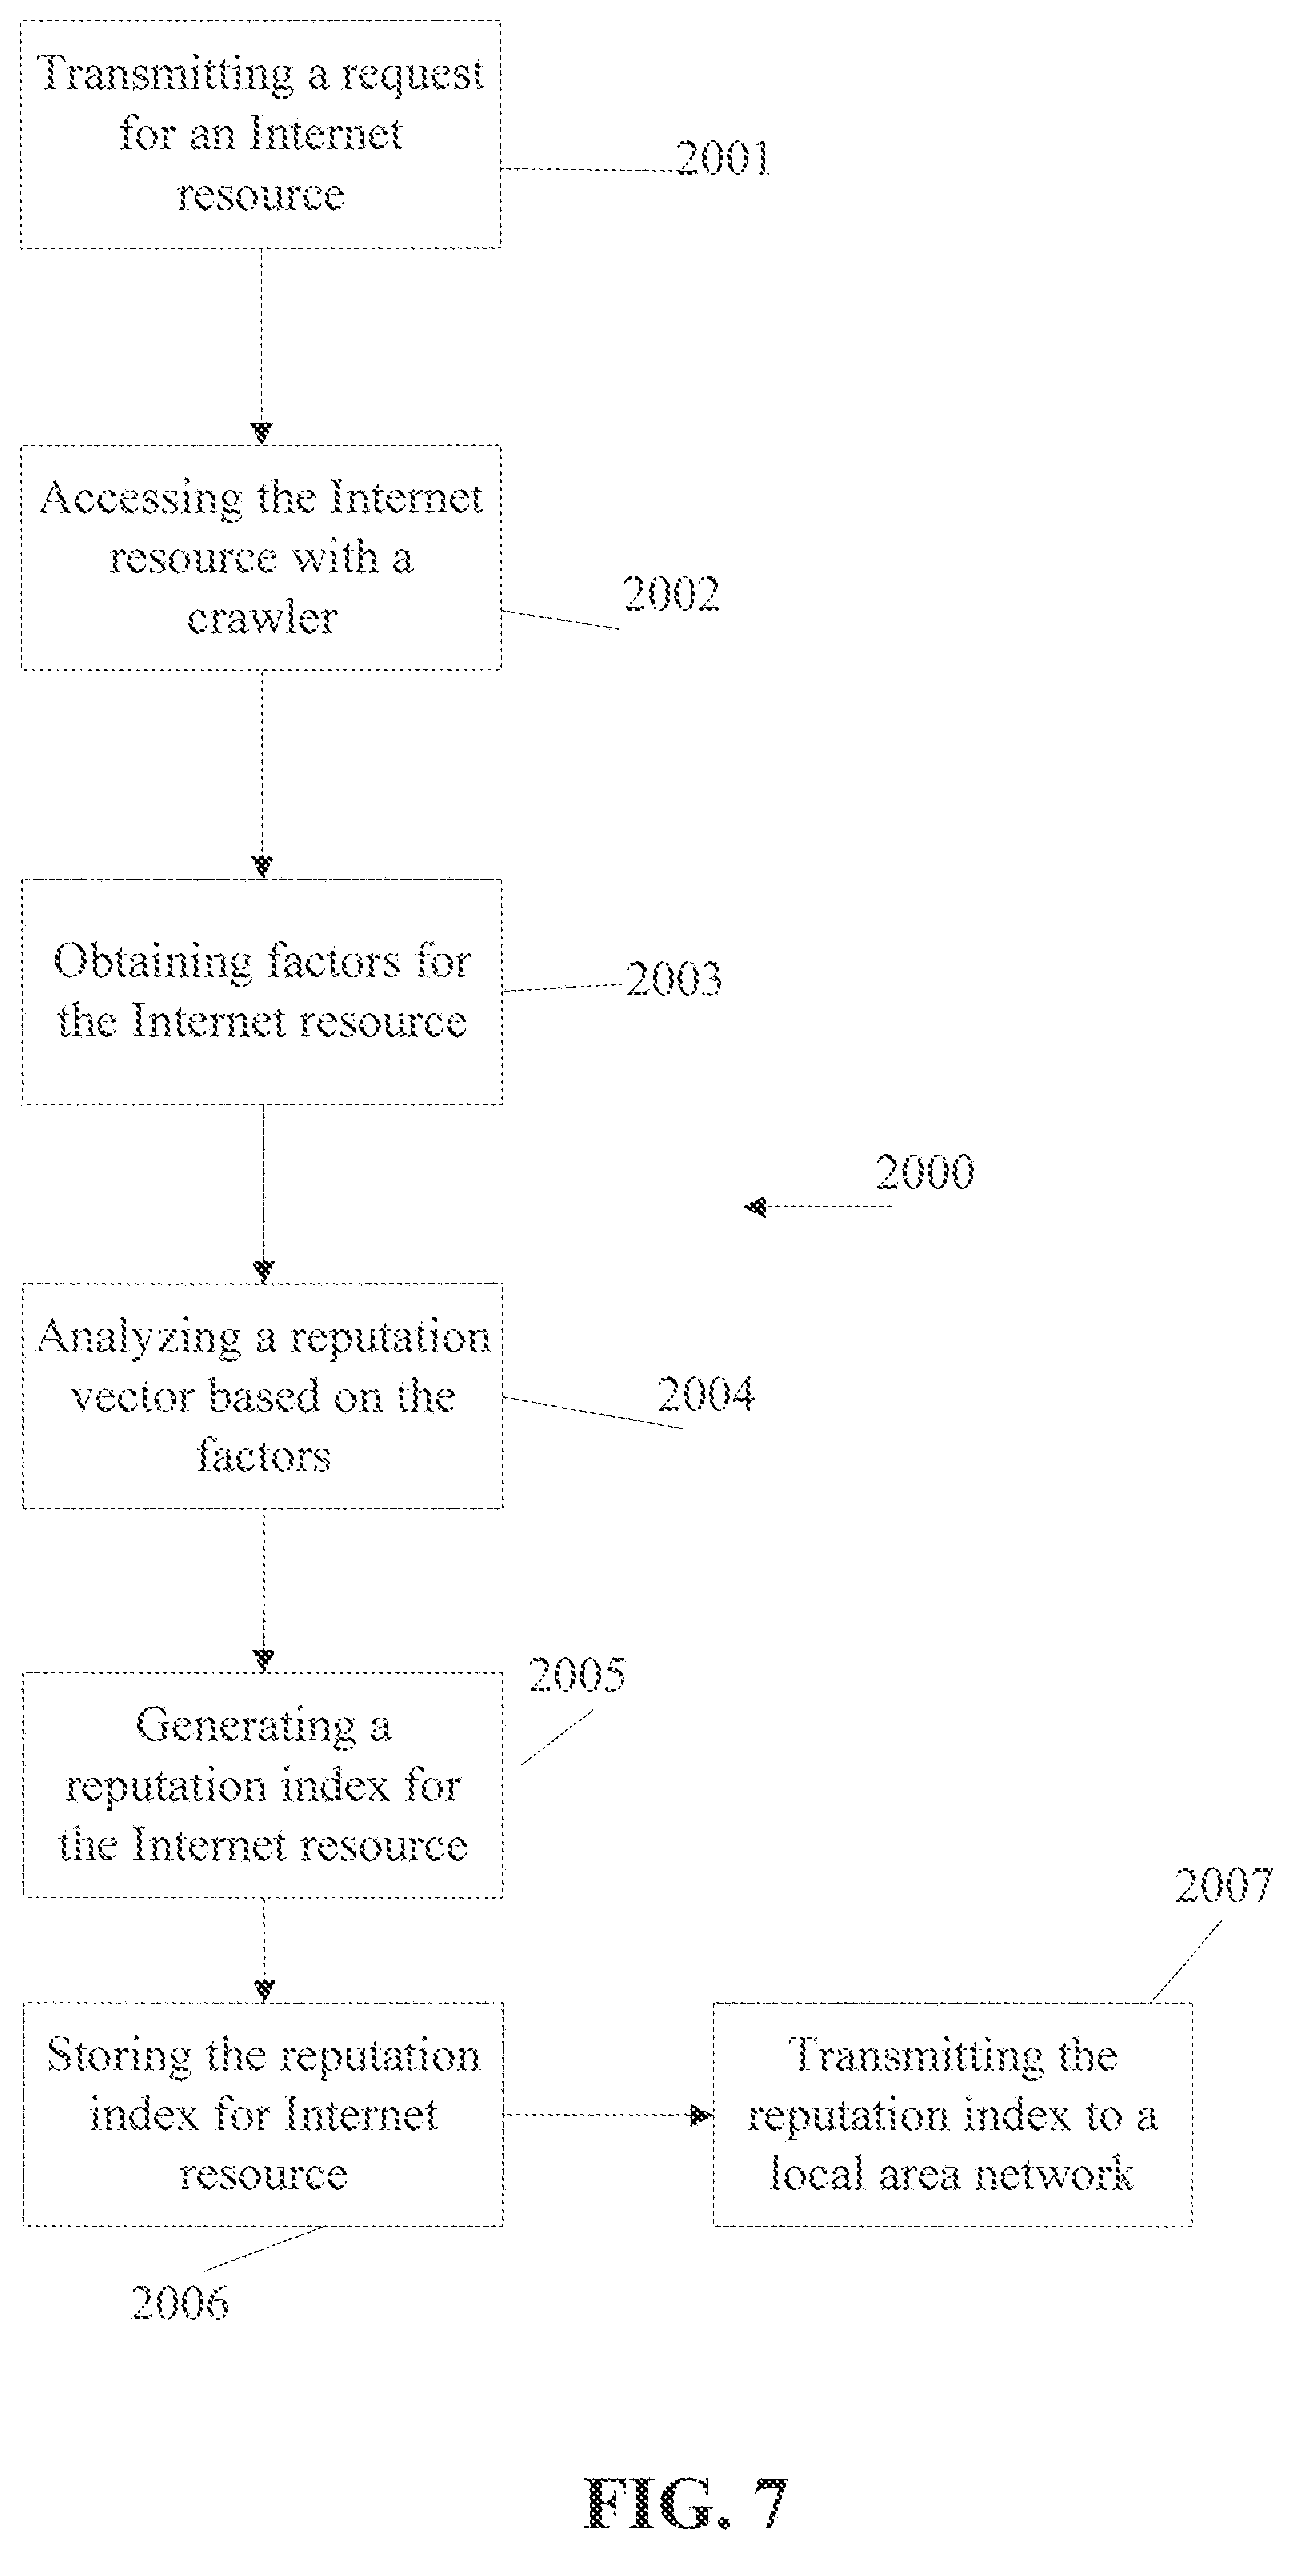 Transmitting a request
for an Internet
resource
2001
Accessing the Internet
resource with a
crawler
2002
Obtaining factors for
the Internet resource
2003
2000
Analyzing a reputation
vector based on the
factors
2004
2005
Generating a
reputation index for
the Internet resource
2007
Storing the reputation
index for Internet
resource
Transmitting the
reputation index to a
local area network
2006
FIG. 7